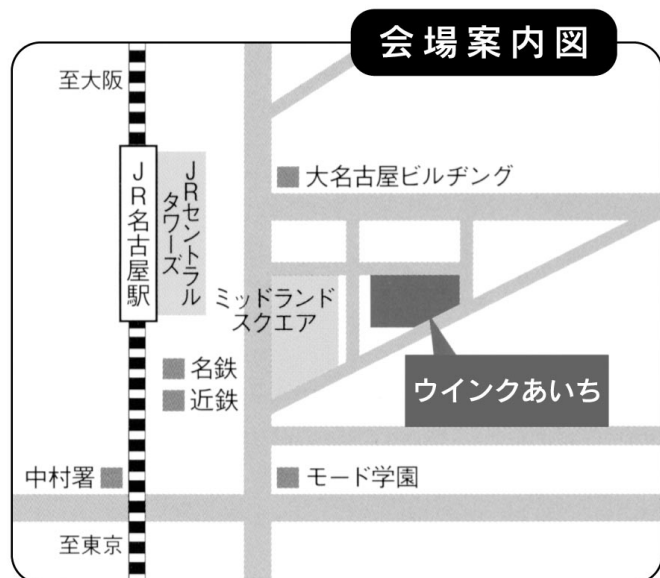 会場案内図
至大阪
JR名古屋駅
JRセントラル
タワーズ
大名古屋ビルヂング
ミッドランド
スクエア
名鉄
近鉄
ウインクあいち
中村署
モード学園
至東京